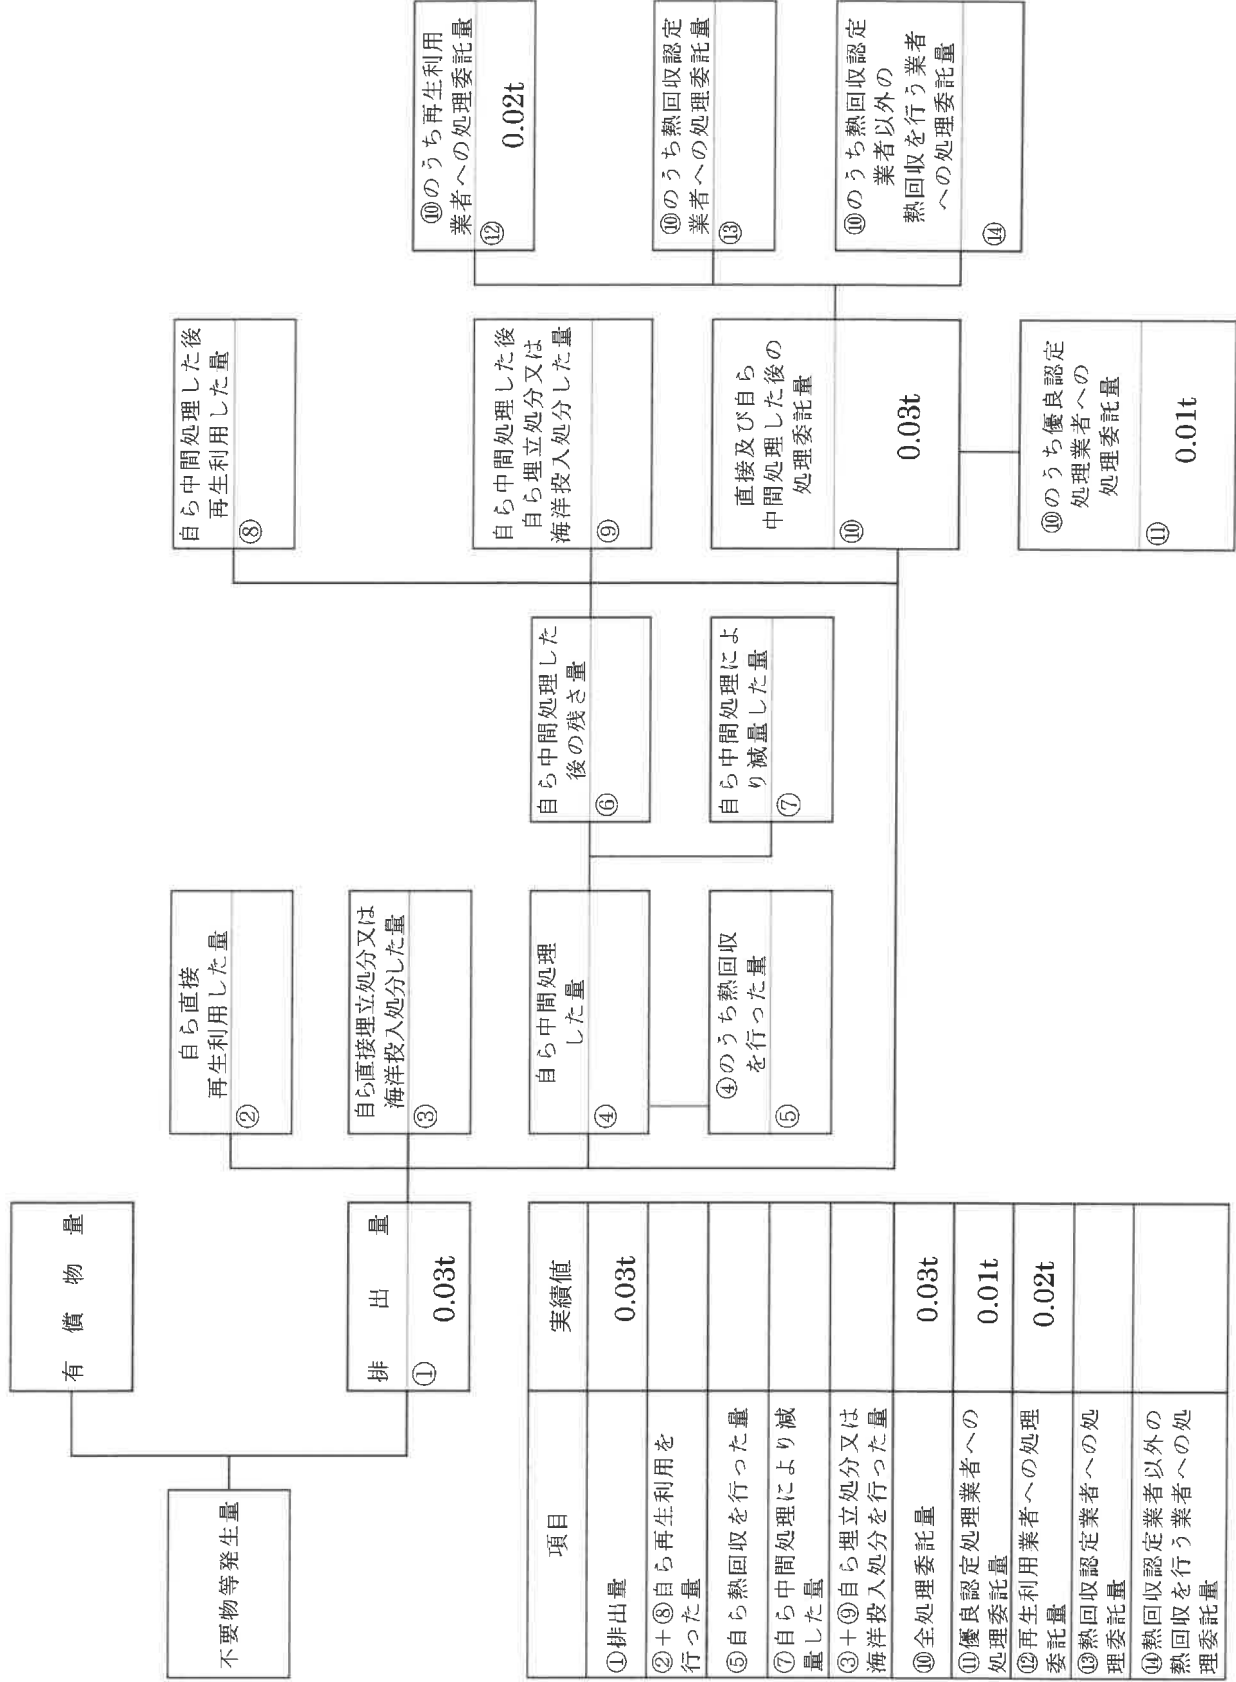 不要物等発生量
有償物量
排出量
①
0.03t
自ら直接
再生利用した量
②
自ら直接埋立処分又は
海洋投入処分した量
③
自ら中間処理
した量
④
④のうち熱回収
を行った量
⑤
自ら中間処理した
後の残さ量
⑥
自ら中間処理によ
り減量した量
⑦
自ら中間処理した後
再生利用した量
⑧
自ら中間処理した後
自ら埋立処分又は
海洋投入処分した量
⑨
直接及び自ら
中間処理した後の
処理委託量
⑩
0.03t
⑩のうち優良認定
処理業者への
処理委託量
⑪
0.01t
⑩のうち再生利用
業者への処理委託量
⑫
0.02t
⑩のうち熱回収認定
業者への処理委託量
⑬
⑩のうち熱回収認定
業者以外の
熱回収を行う業者
への処理委託量
⑭
項目 実績値
①排出量 0.03t
②＋⑧自ら再生利用を
行った量
⑤自ら熱回収を行った量
⑦自ら中間処理により減
量した量
③＋⑨自ら埋立処分又は
海洋投入処分を行った量
⑩全処理委託量 0.03t
⑪優良認定処理業者への
処理委託量 0.01t
⑫再生利用業者への処理
委託量 0.02t
⑬熱回収認定業者への処
理委託量
⑭熱回収認定業者以外の
熱回収を行う業者への処
理委託量